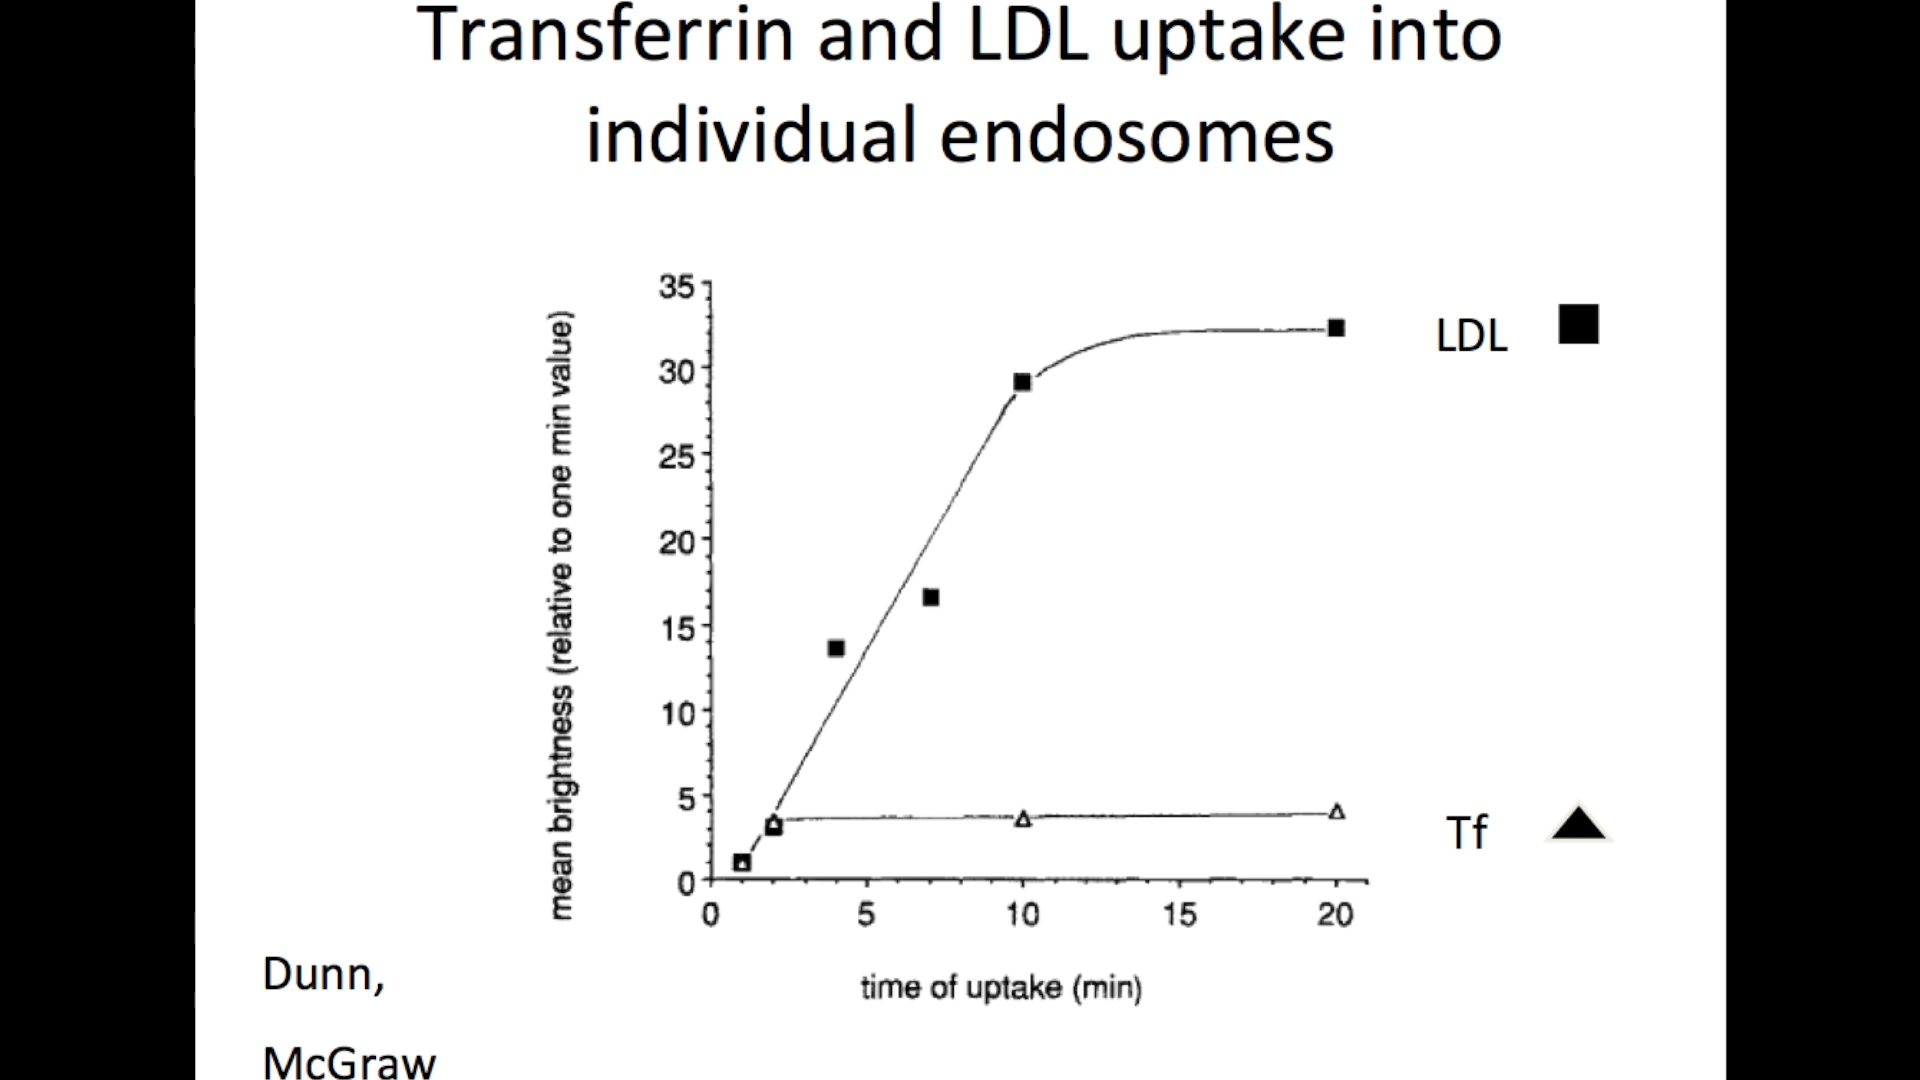 Transferrin and LDL uptake into
individual endosomes
mean brightness (relative to one min value)
35
30
25
20
15
10
5
0
0 5 10 15 20
time of uptake (min)
LDL
Tf
Dunn,
McGraw